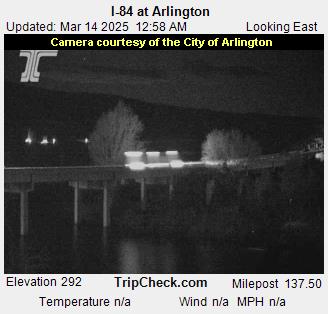 I-84 at Arlington
Updated: Mar 14 2025 12:58 AM Looking East
Camera courtesy of the City of Arlington
Elevation 292 TripCheck.com Milepost 137.50
Temperature n/a Wind n/a MPH n/a